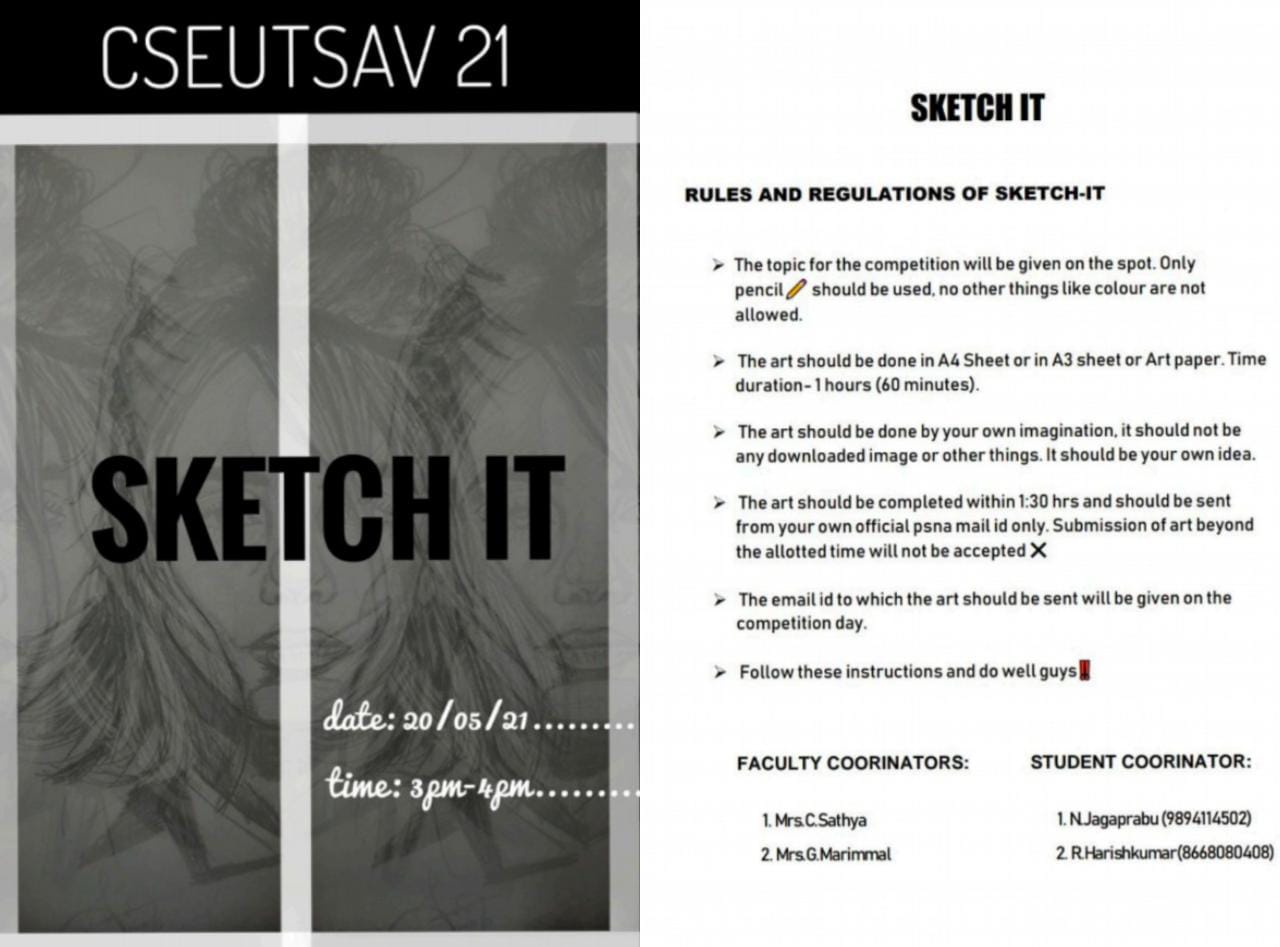 CSEUTSAV 21
SKETCH IT
date: 20/05/21.........
time: 3pm-4pm.........
SKETCH IT
RULES AND REGULATIONS OF SKETCH-IT
➢ The topic for the competition will be given on the spot. Only
pencil✏️ should be used, no other things like colour are not
allowed.
➢ The art should be done in A4 Sheet or in A3 sheet or Art paper. Time
duration- 1 hours (60 minutes).
➢ The art should be done by your own imagination, it should not be
any downloaded image or other things. It should be your own idea.
➢ The art should be completed within 1:30 hrs and should be sent
from your own official psna mail id only. Submission of art beyond
the allotted time will not be accepted ❌
➢ The email id to which the art should be sent will be given on the
competition day.
➢ Follow these instructions and do well guys‼️
FACULTY COORINATORS:
1. Mrs.C.Sathya
2. Mrs.G.Marimmal
STUDENT COORINATOR:
1. N.Jagaprabu (9894114502)
2. R.Harishkumar(8668080408)